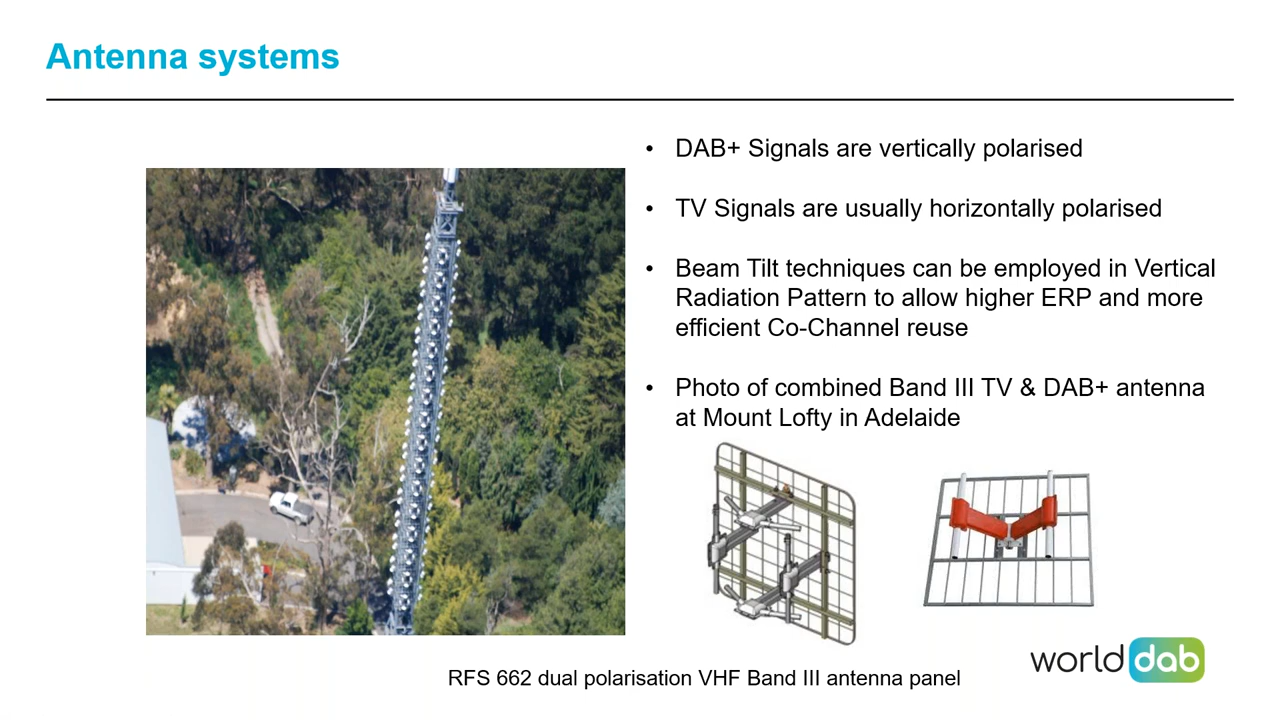 Antenna systems
• DAB+ Signals are vertically polarised
• TV Signals are usually horizontally polarised
• Beam Tilt techniques can be employed in Vertical
Radiation Pattern to allow higher ERP and more
efficient Co-Channel reuse
• Photo of combined Band III TV & DAB+ antenna
at Mount Lofty in Adelaide
world dab
RFS 662 dual polarisation VHF Band III antenna panel